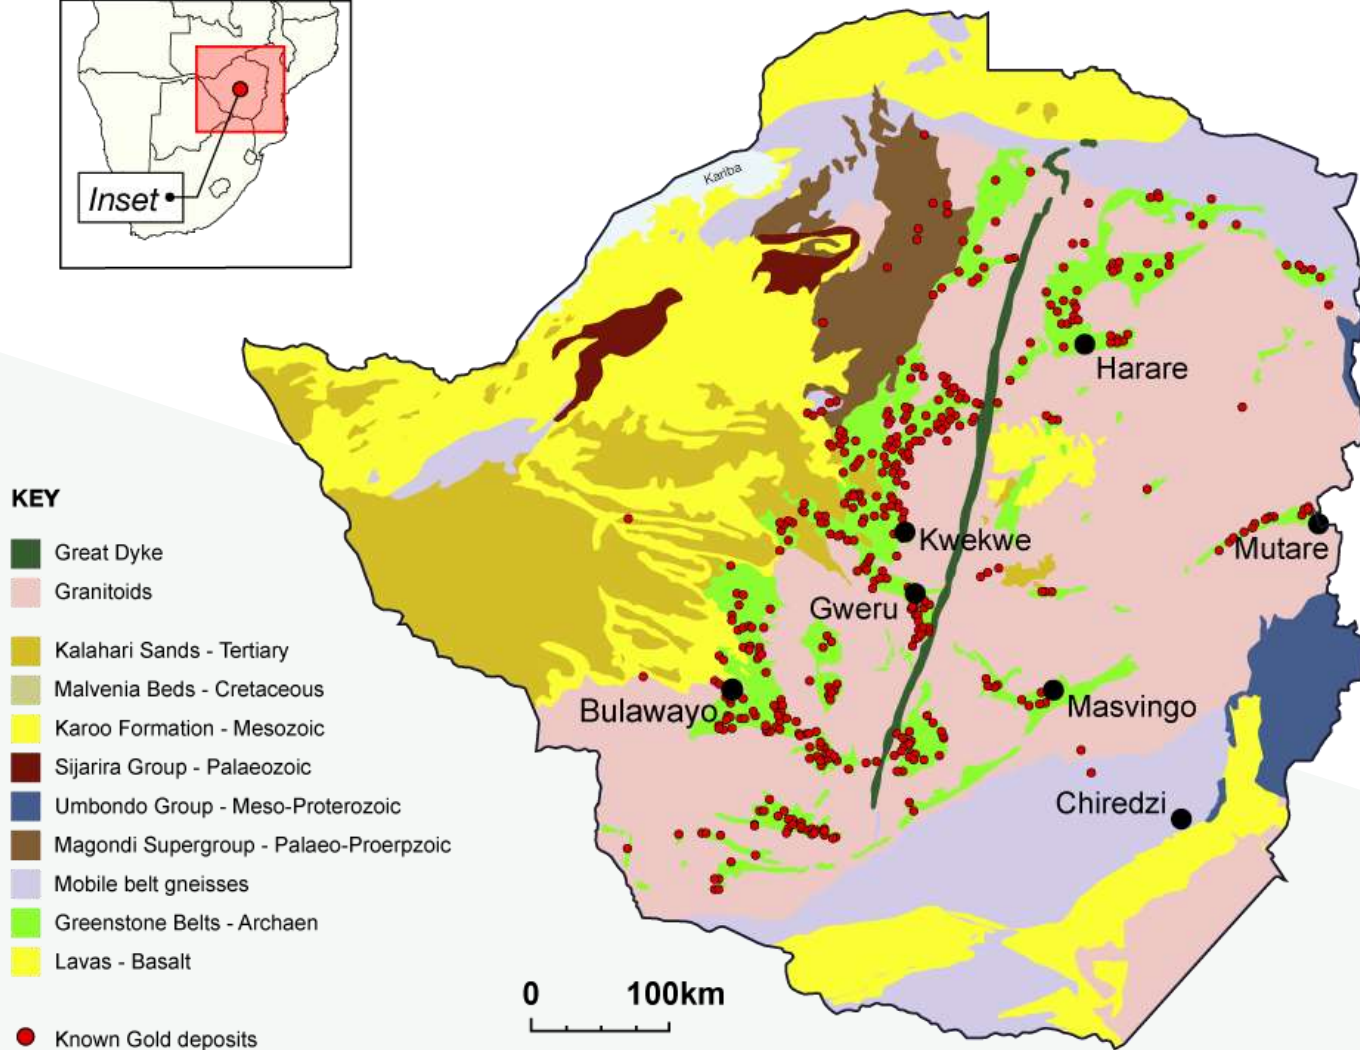 Inset
Kariba
Harare
Kwekwe
Mutare
Gweru
Bulawayo
Masvingo
Chiredzi
KEY
Great Dyke
Granitoids
Kalahari Sands - Tertiary
Malvenia Beds - Cretaceous
Karoo Formation - Mesozoic
Sijarira Group - Palaeozoic
Umbondo Group - Meso-Proterozoic
Magondi Supergroup - Palaeo-Proerpzoic
Mobile belt gneisses
Greenstone Belts - Archaen
Lavas - Basalt
Known Gold deposits
0 100km